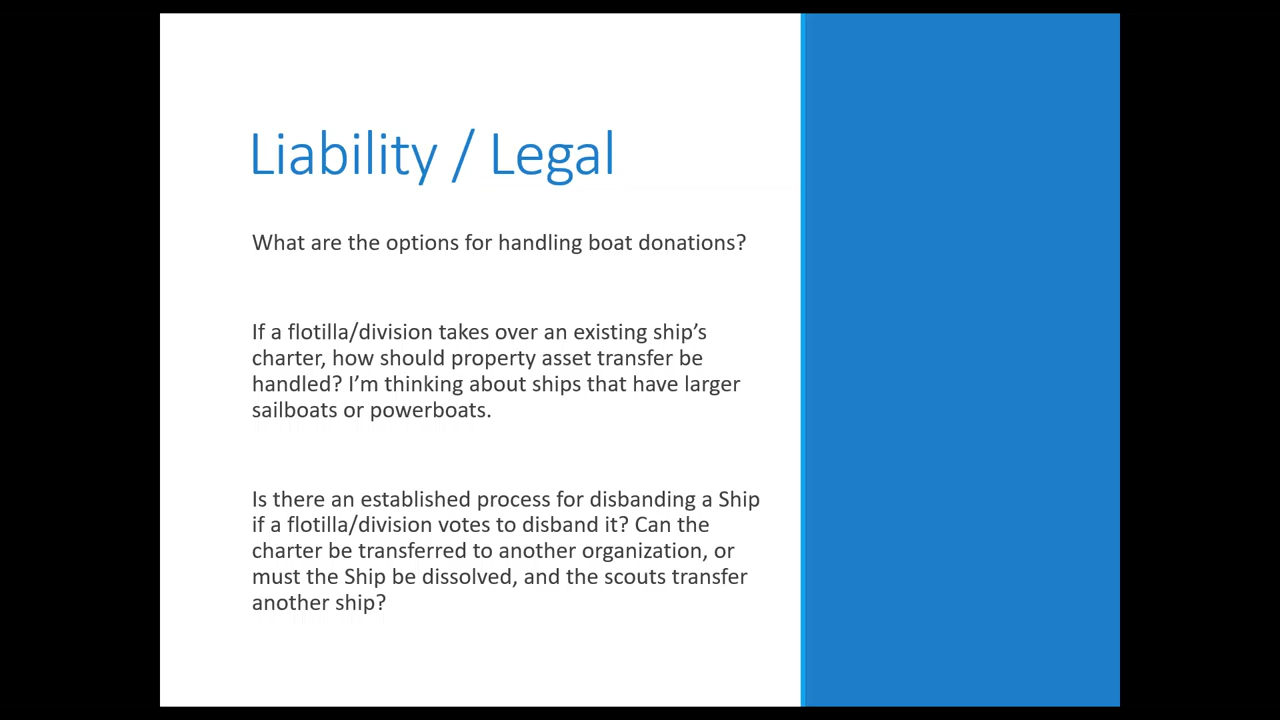 Liability / Legal
What are the options for handling boat donations?
If a flotilla/division takes over an existing ship’s
charter, how should property asset transfer be
handled? I’m thinking about ships that have larger
sailboats or powerboats.
Is there an established process for disbanding a Ship
if a flotilla/division votes to disband it? Can the
charter be transferred to another organization, or
must the Ship be dissolved, and the scouts transfer
another ship?